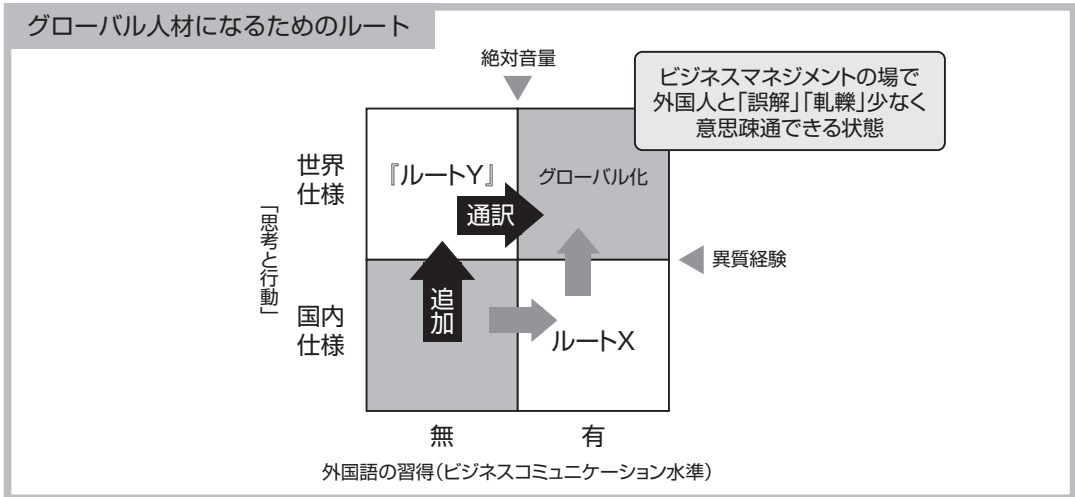 グローバル人材になるためのルート
絶対音量
ビジネスマネジメントの場で
外国人と「誤解」「軋轢」少なく
意思疎通できる状態
世界
仕様
『ルートY』
グローバル化
通訳
「思考と行動」
異質経験
国内
仕様
追加
ルートX
無
有
外国語の習得(ビジネスコミュニケーション水準)